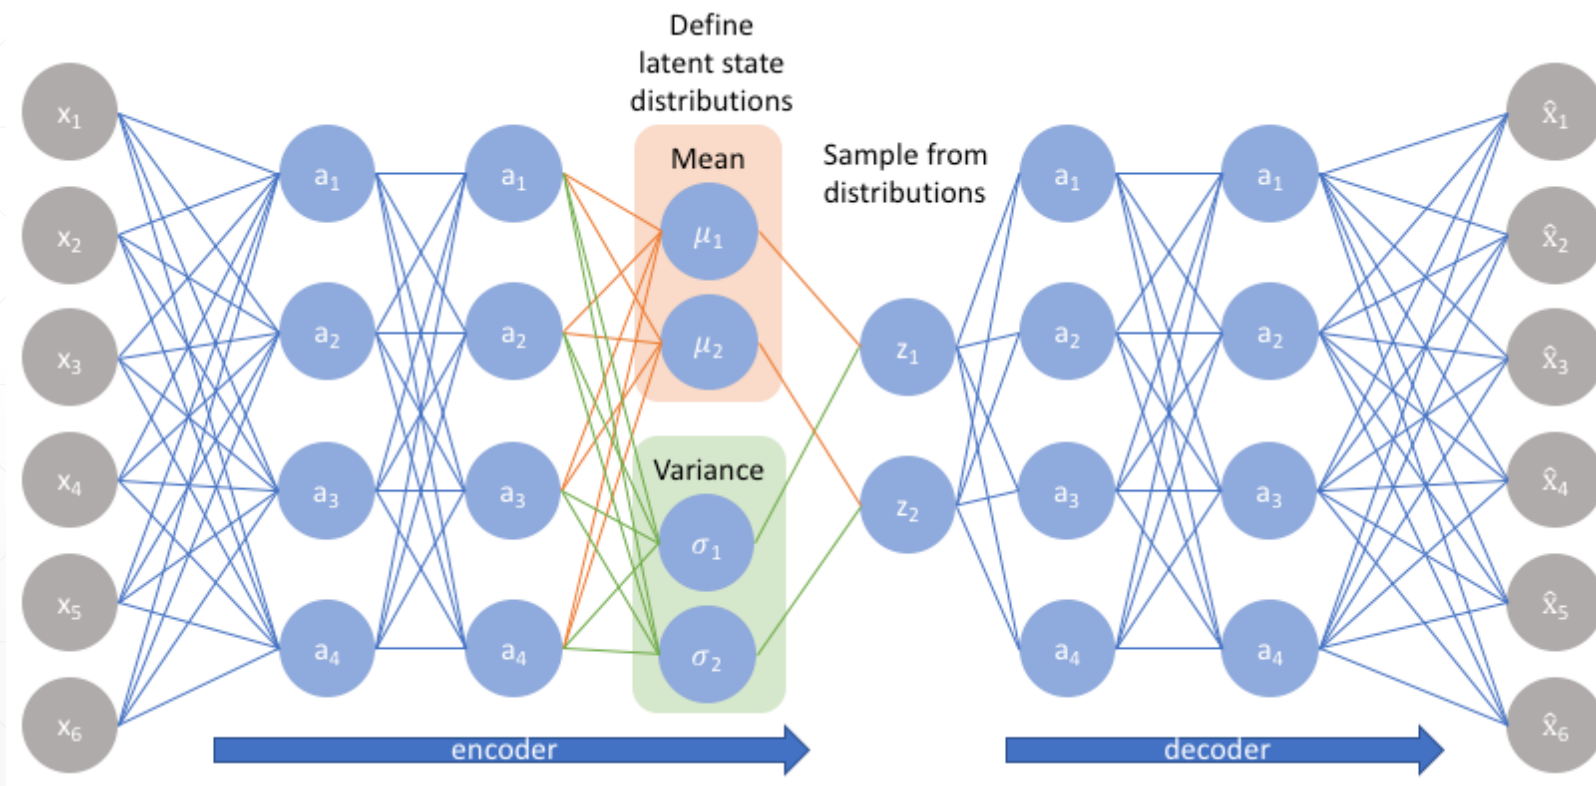 Define
latent state
distributions
Mean
Sample from
distributions
Variance
x₁
x₂
x₃
x₄
x₅
x₆
a₁
a₂
a₃
a₄
a₁
a₂
a₃
a₄
μ₁
μ₂
σ₁
σ₂
z₁
z₂
a₁
a₂
a₃
a₄
a₁
a₂
a₃
a₄
x̂₁
x̂₂
x̂₃
x̂₄
x̂₅
x̂₆
encoder
decoder